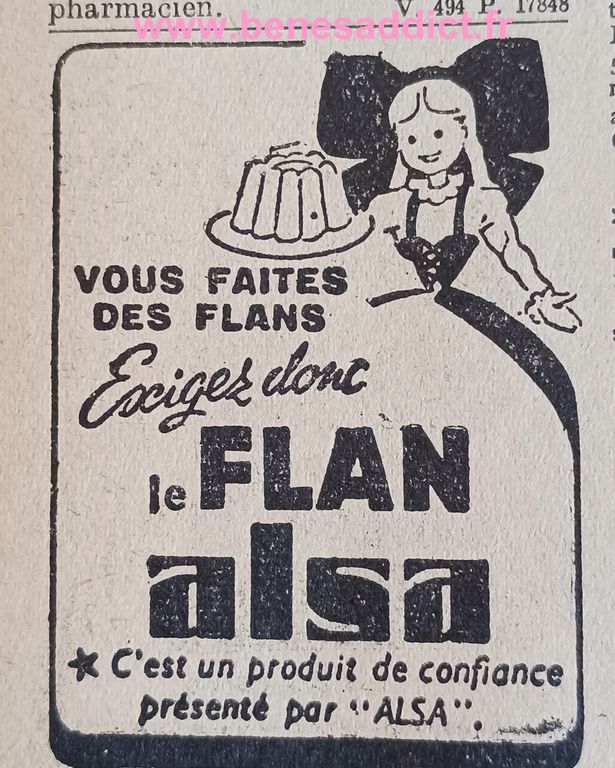 pharmacien. V 494 P. 17848
www.benesaddict.fr
VOUS FAITES
DES FLANS
Exigez donc
le FLAN
alsa
★ C'est un produit de confiance
présenté par "ALSA".